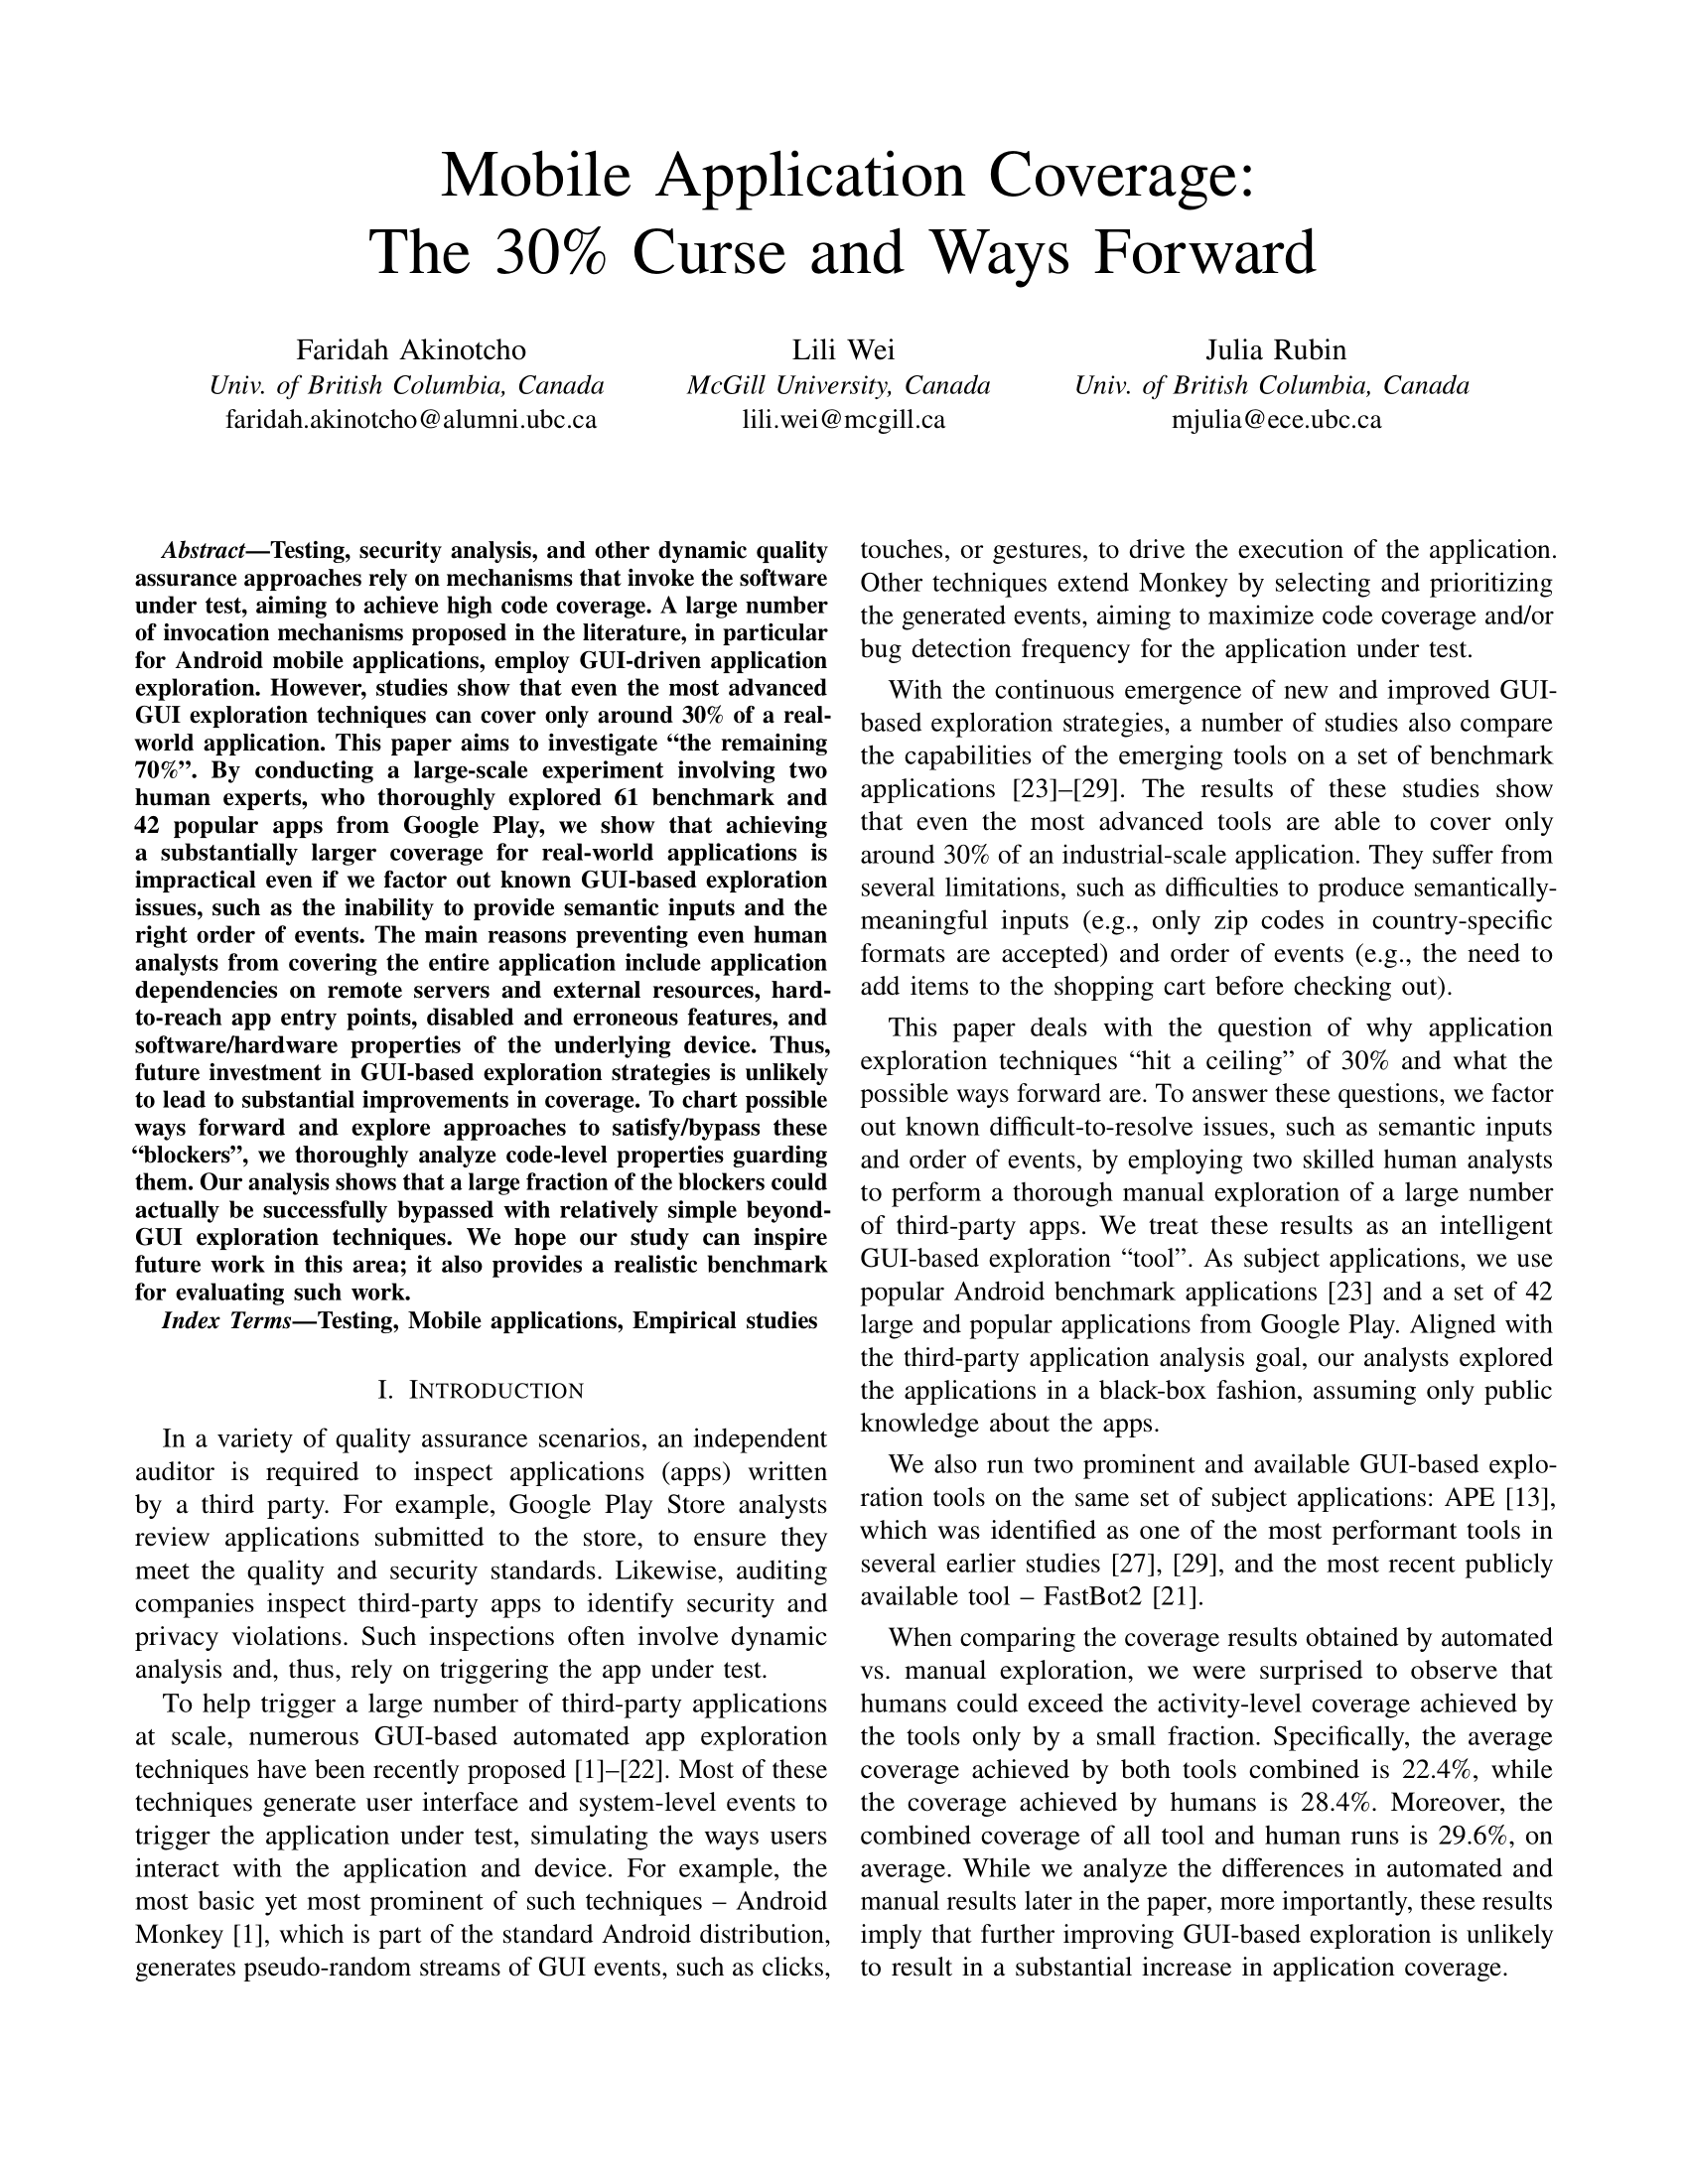 Mobile Application Coverage:
The 30% Curse and Ways Forward
Faridah Akinotcho
Univ. of British Columbia, Canada
faridah.akinotcho@alumni.ubc.ca
Lili Wei
McGill University, Canada
lili.wei@mcgill.ca
Julia Rubin
Univ. of British Columbia, Canada
mjulia@ece.ubc.ca
Abstract—Testing, security analysis, and other dynamic quality
assurance approaches rely on mechanisms that invoke the software
under test, aiming to achieve high code coverage. A large number
of invocation mechanisms proposed in the literature, in particular
for Android mobile applications, employ GUI-driven application
exploration. However, studies show that even the most advanced
GUI exploration techniques can cover only around 30% of a real-
world application. This paper aims to investigate “the remaining
70%”. By conducting a large-scale experiment involving two
human experts, who thoroughly explored 61 benchmark and
42 popular apps from Google Play, we show that achieving
a substantially larger coverage for real-world applications is
impractical even if we factor out known GUI-based exploration
issues, such as the inability to provide semantic inputs and the
right order of events. The main reasons preventing even human
analysts from covering the entire application include application
dependencies on remote servers and external resources, hard-
to-reach app entry points, disabled and erroneous features, and
software/hardware properties of the underlying device. Thus,
future investment in GUI-based exploration strategies is unlikely
to lead to substantial improvements in coverage. To chart possible
ways forward and explore approaches to satisfy/bypass these
“blockers”, we thoroughly analyze code-level properties guarding
them. Our analysis shows that a large fraction of the blockers could
actually be successfully bypassed with relatively simple beyond-
GUI exploration techniques. We hope our study can inspire
future work in this area; it also provides a realistic benchmark
for evaluating such work.
Index Terms—Testing, Mobile applications, Empirical studies
I. INTRODUCTION
In a variety of quality assurance scenarios, an independent
auditor is required to inspect applications (apps) written
by a third party. For example, Google Play Store analysts
review applications submitted to the store, to ensure they
meet the quality and security standards. Likewise, auditing
companies inspect third-party apps to identify security and
privacy violations. Such inspections often involve dynamic
analysis and, thus, rely on triggering the app under test.
To help trigger a large number of third-party applications
at scale, numerous GUI-based automated app exploration
techniques have been recently proposed [1]–[22]. Most of these
techniques generate user interface and system-level events to
trigger the application under test, simulating the ways users
interact with the application and device. For example, the
most basic yet most prominent of such techniques – Android
Monkey [1], which is part of the standard Android distribution,
generates pseudo-random streams of GUI events, such as clicks,
touches, or gestures, to drive the execution of the application.
Other techniques extend Monkey by selecting and prioritizing
the generated events, aiming to maximize code coverage and/or
bug detection frequency for the application under test.
With the continuous emergence of new and improved GUI-
based exploration strategies, a number of studies also compare
the capabilities of the emerging tools on a set of benchmark
applications [23]–[29]. The results of these studies show
that even the most advanced tools are able to cover only
around 30% of an industrial-scale application. They suffer from
several limitations, such as difficulties to produce semantically-
meaningful inputs (e.g., only zip codes in country-specific
formats are accepted) and order of events (e.g., the need to
add items to the shopping cart before checking out).
This paper deals with the question of why application
exploration techniques “hit a ceiling” of 30% and what the
possible ways forward are. To answer these questions, we factor
out known difficult-to-resolve issues, such as semantic inputs
and order of events, by employing two skilled human analysts
to perform a thorough manual exploration of a large number
of third-party apps. We treat these results as an intelligent
GUI-based exploration “tool”. As subject applications, we use
popular Android benchmark applications [23] and a set of 42
large and popular applications from Google Play. Aligned with
the third-party application analysis goal, our analysts explored
the applications in a black-box fashion, assuming only public
knowledge about the apps.
We also run two prominent and available GUI-based explo-
ration tools on the same set of subject applications: APE [13],
which was identified as one of the most performant tools in
several earlier studies [27], [29], and the most recent publicly
available tool – FastBot2 [21].
When comparing the coverage results obtained by automated
vs. manual exploration, we were surprised to observe that
humans could exceed the activity-level coverage achieved by
the tools only by a small fraction. Specifically, the average
coverage achieved by both tools combined is 22.4%, while
the coverage achieved by humans is 28.4%. Moreover, the
combined coverage of all tool and human runs is 29.6%, on
average. While we analyze the differences in automated and
manual results later in the paper, more importantly, these results
imply that further improving GUI-based exploration is unlikely
to result in a substantial increase in application coverage.